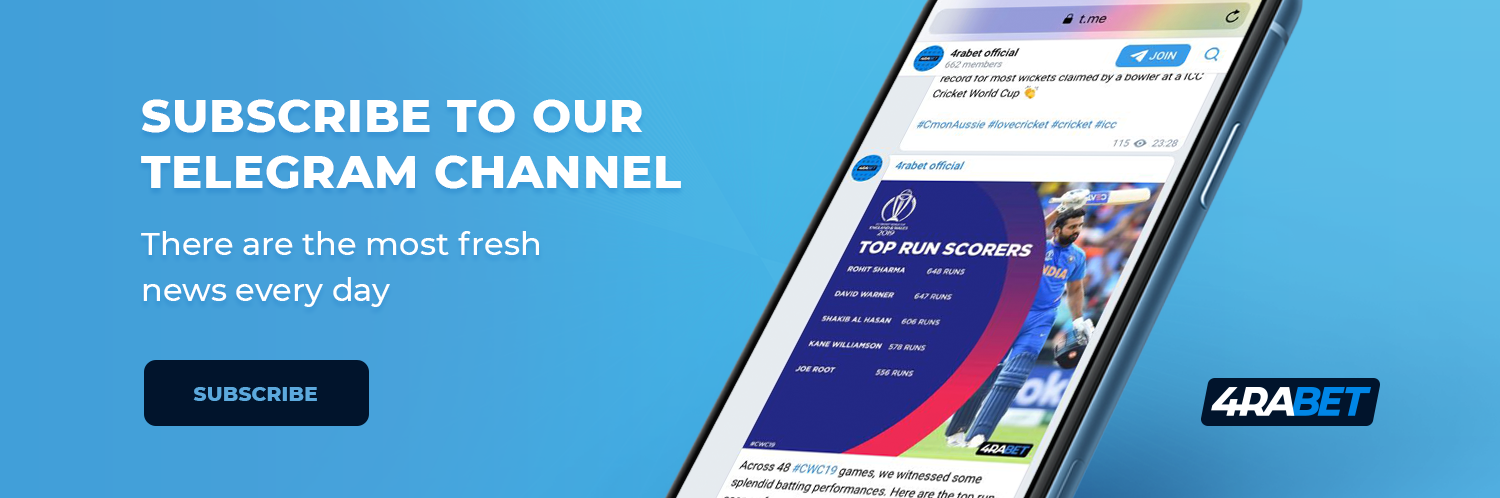 SUBSCRIBE TO OUR
TELEGRAM CHANNEL
There are the most fresh
news every day
SUBSCRIBE
t.me
4rabet official
662 members
JOIN
record for most wickets claimed by a bowler at a ICC
Cricket World Cup 👏
#CmonAussie #lovecricket #cricket #icc
115 23:28
4rabet official
ENGLAND & WALES
2019
TOP RUN SCORERS
ROHIT SHARMA 648 RUNS
DAVID WARNER 647 RUNS
SHAKIB AL HASAN 606 RUNS
KANE WILLIAMSON 578 RUNS
JOE ROOT 556 RUNS
INDIA
#CWC19
4RABET
Across 48 #CWC19 games, we witnessed some
splendid batting performances. Here are the top run
4RABET